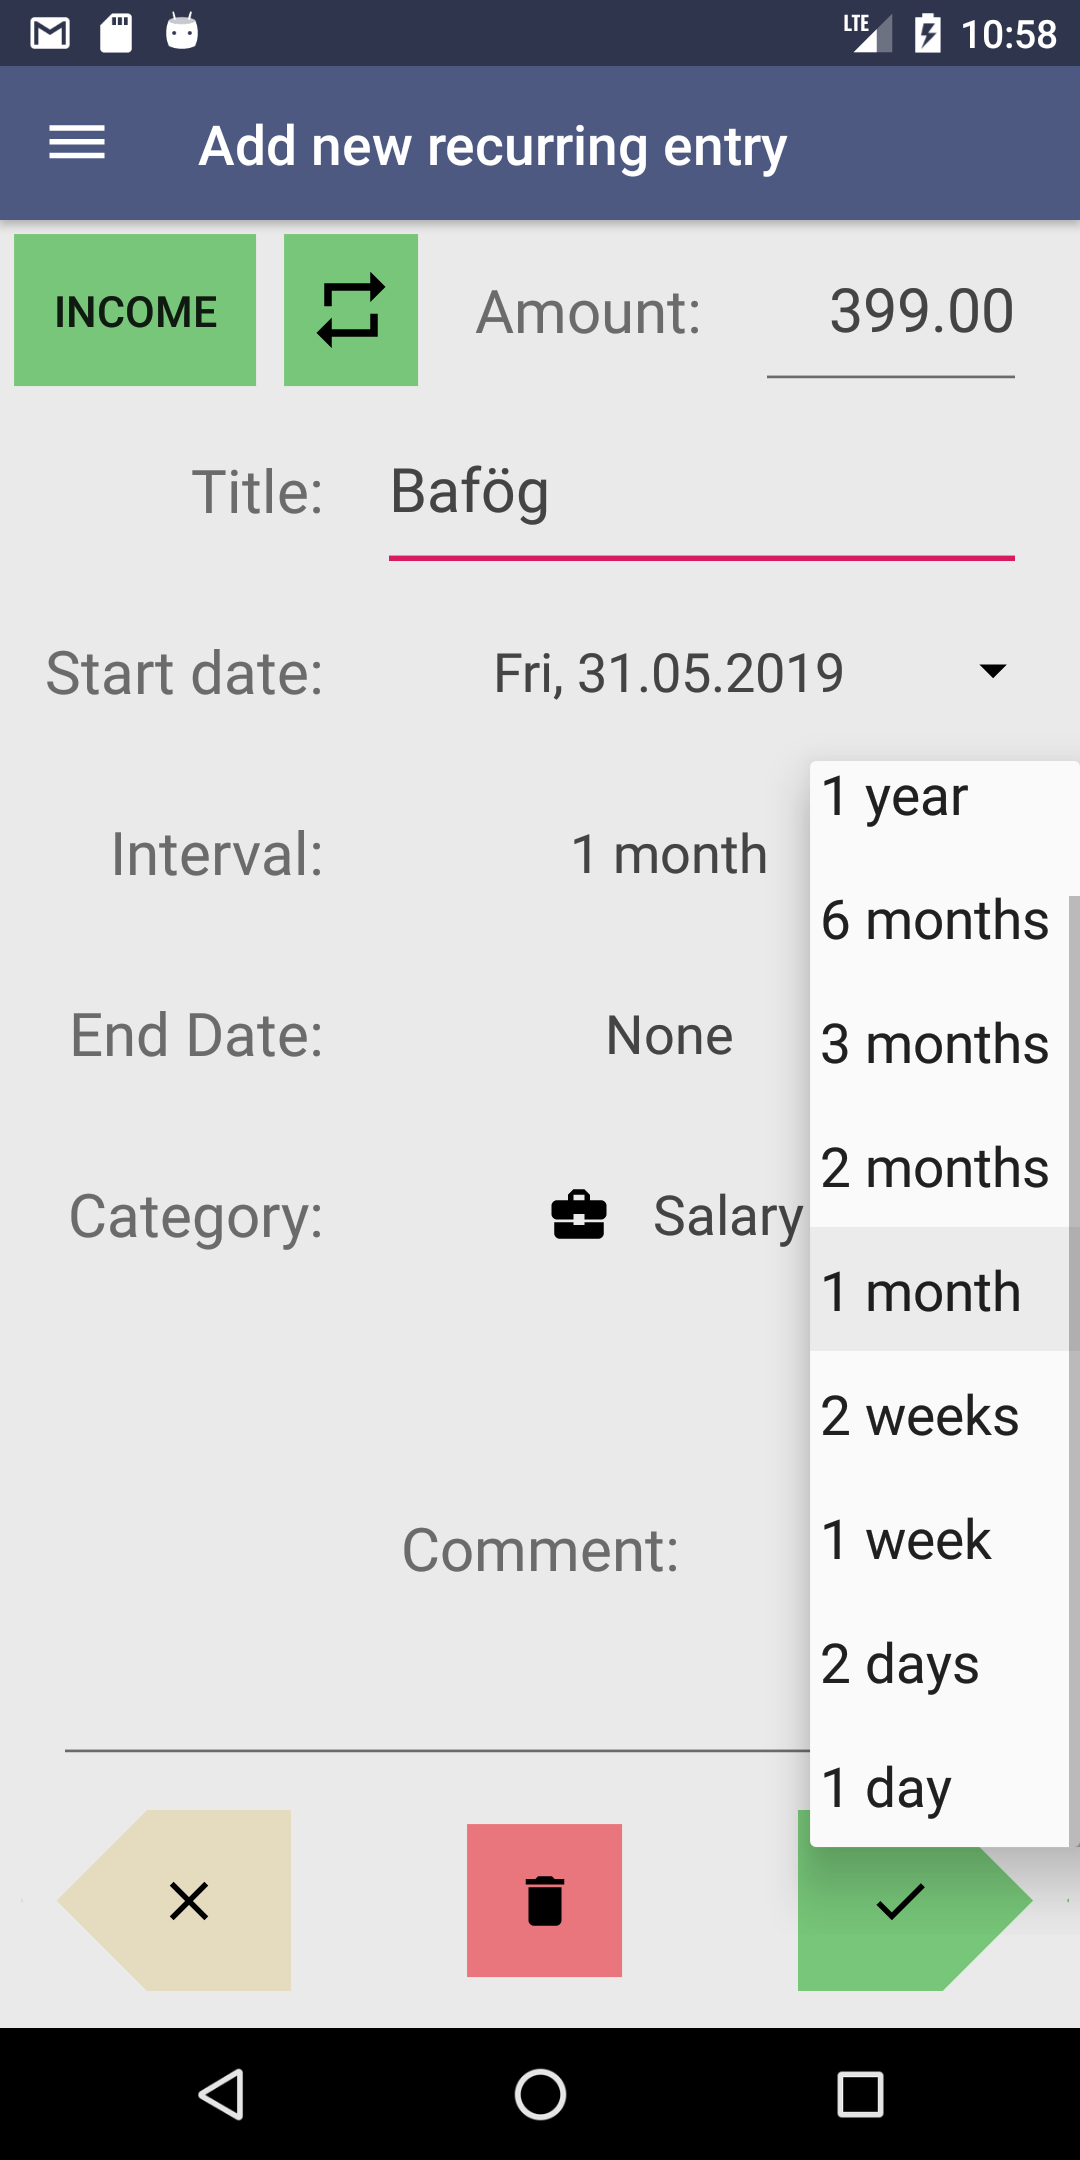 LTE 10:58
Add new recurring entry
INCOME Amount: 399.00
Title: Bafög
Start date: Fri, 31.05.2019
1 year
Interval: 1 month
6 months
End Date: None
3 months
2 months
Category: Salary
1 month
2 weeks
1 week
Comment:
2 days
1 day